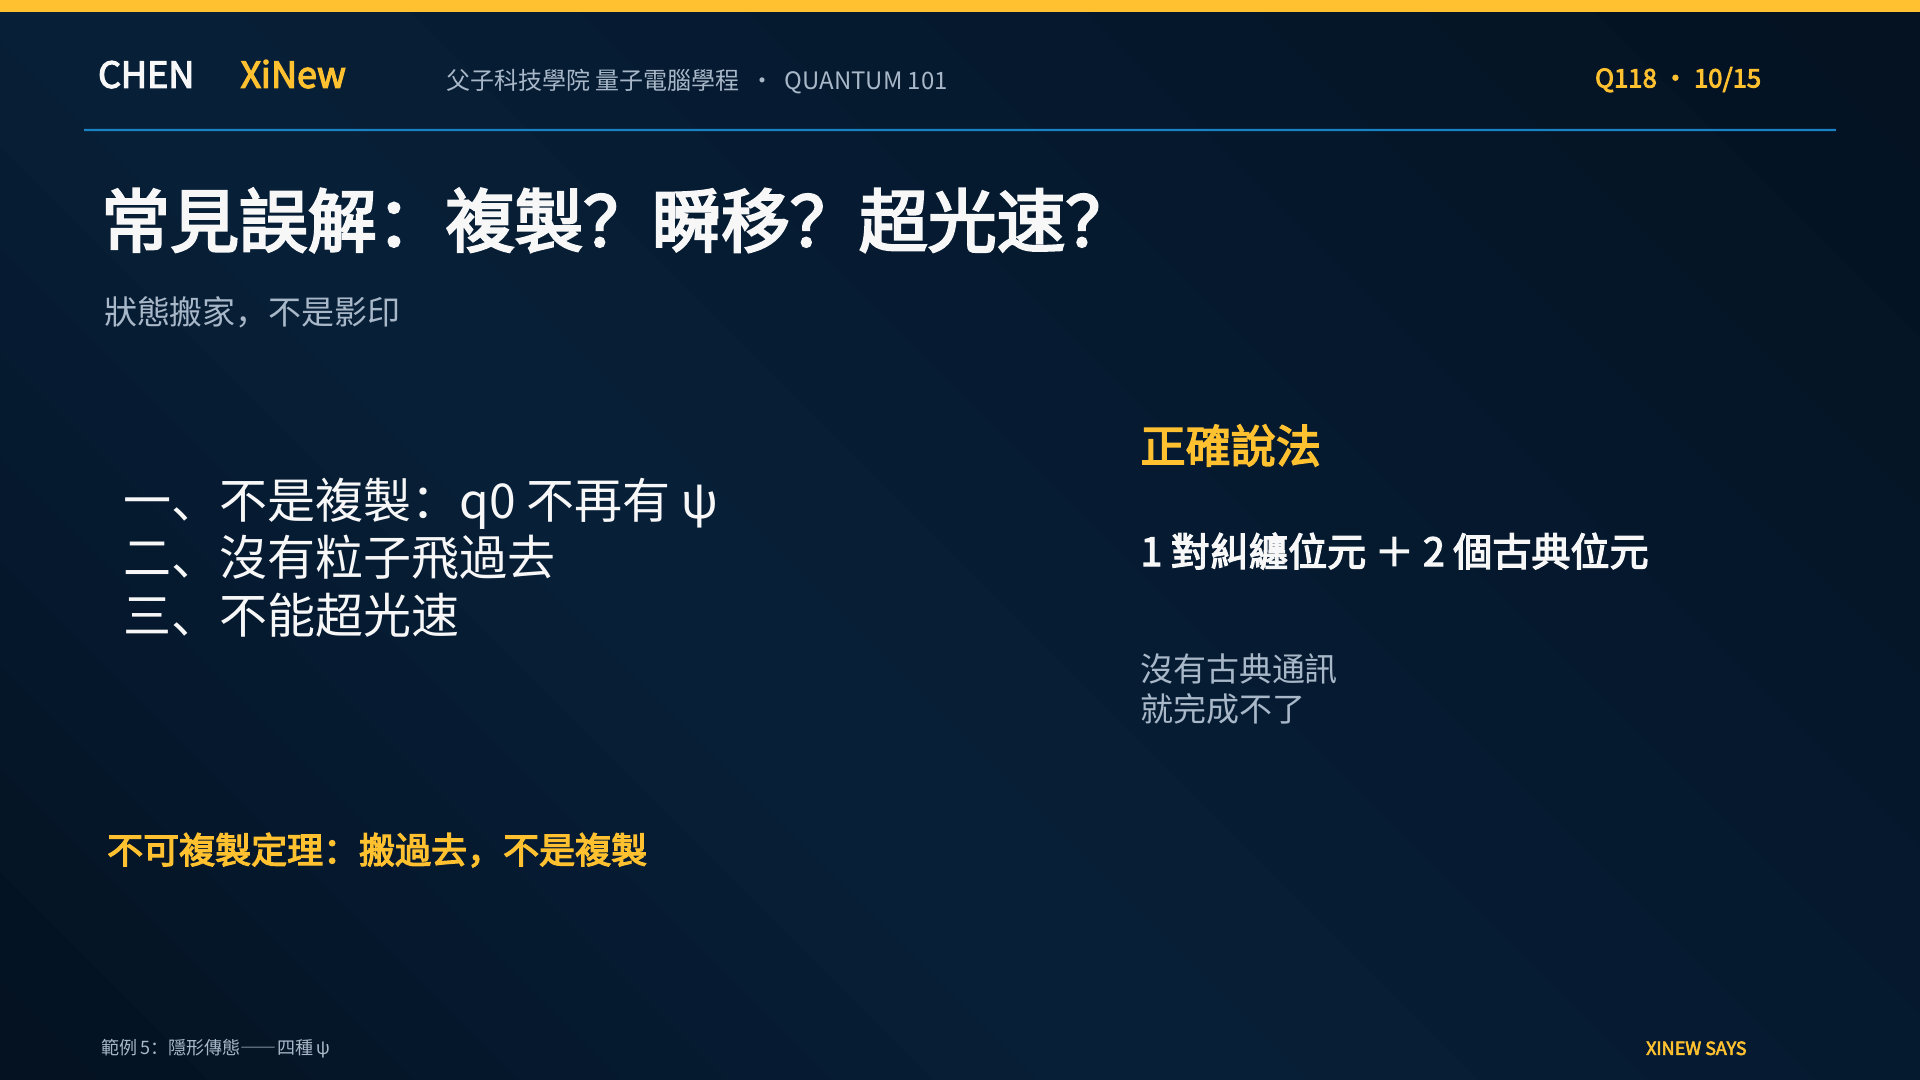 CHEN XiNew 父子科技學院 量子電腦學程 · QUANTUM 101 Q118 · 10/15
常見誤解：複製？瞬移？超光速？
狀態搬家，不是影印
一、不是複製：q0 不再有 ψ
二、沒有粒子飛過去
三、不能超光速
正確說法
1 對糾纏位元 ＋ 2 個古典位元
沒有古典通訊
就完成不了
不可複製定理：搬過去，不是複製
範例 5：隱形傳態——四種 ψ
XINEW SAYS